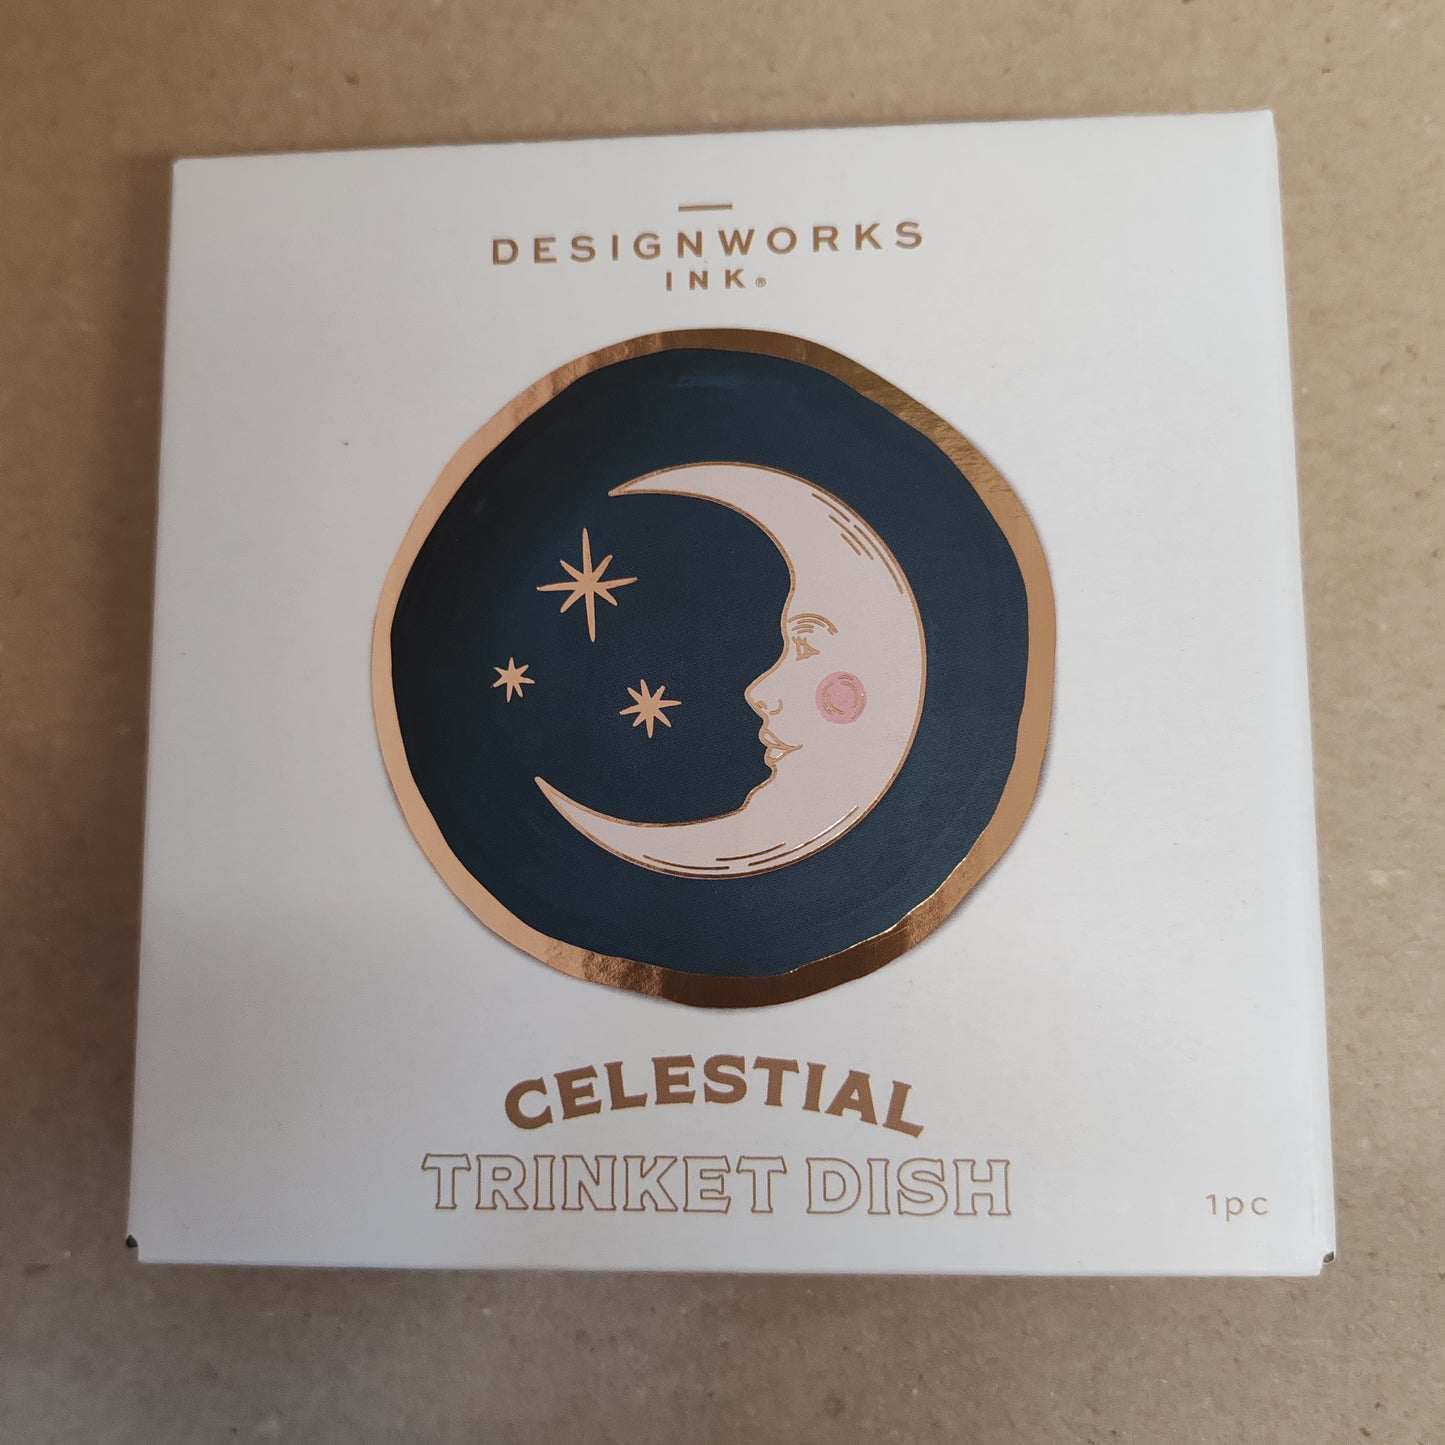 DESIGNWORKS
INK®
CELESTIAL
TRINKET DISH
1pc